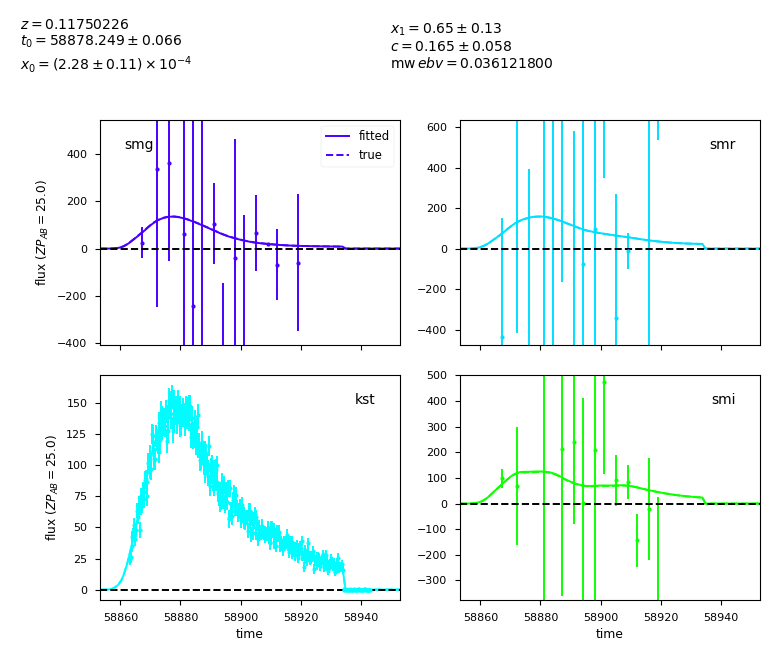 z = 0.11750226
t₀ = 58878.249 ± 0.066
x₀ = (2.28 ± 0.11) × 10⁻⁴
x₁ = 0.65 ± 0.13
c = 0.165 ± 0.058
mw ebv = 0.036121800
smg
fitted
true
400
200
0
−200
−400
flux (ZP_AB = 25.0)
smr
600
400
200
0
−200
−400
kst
150
125
100
75
50
25
0
flux (ZP_AB = 25.0)
58860 58880 58900 58920 58940
time
smi
500
400
300
200
100
0
−100
−200
−300
58860 58880 58900 58920 58940
time